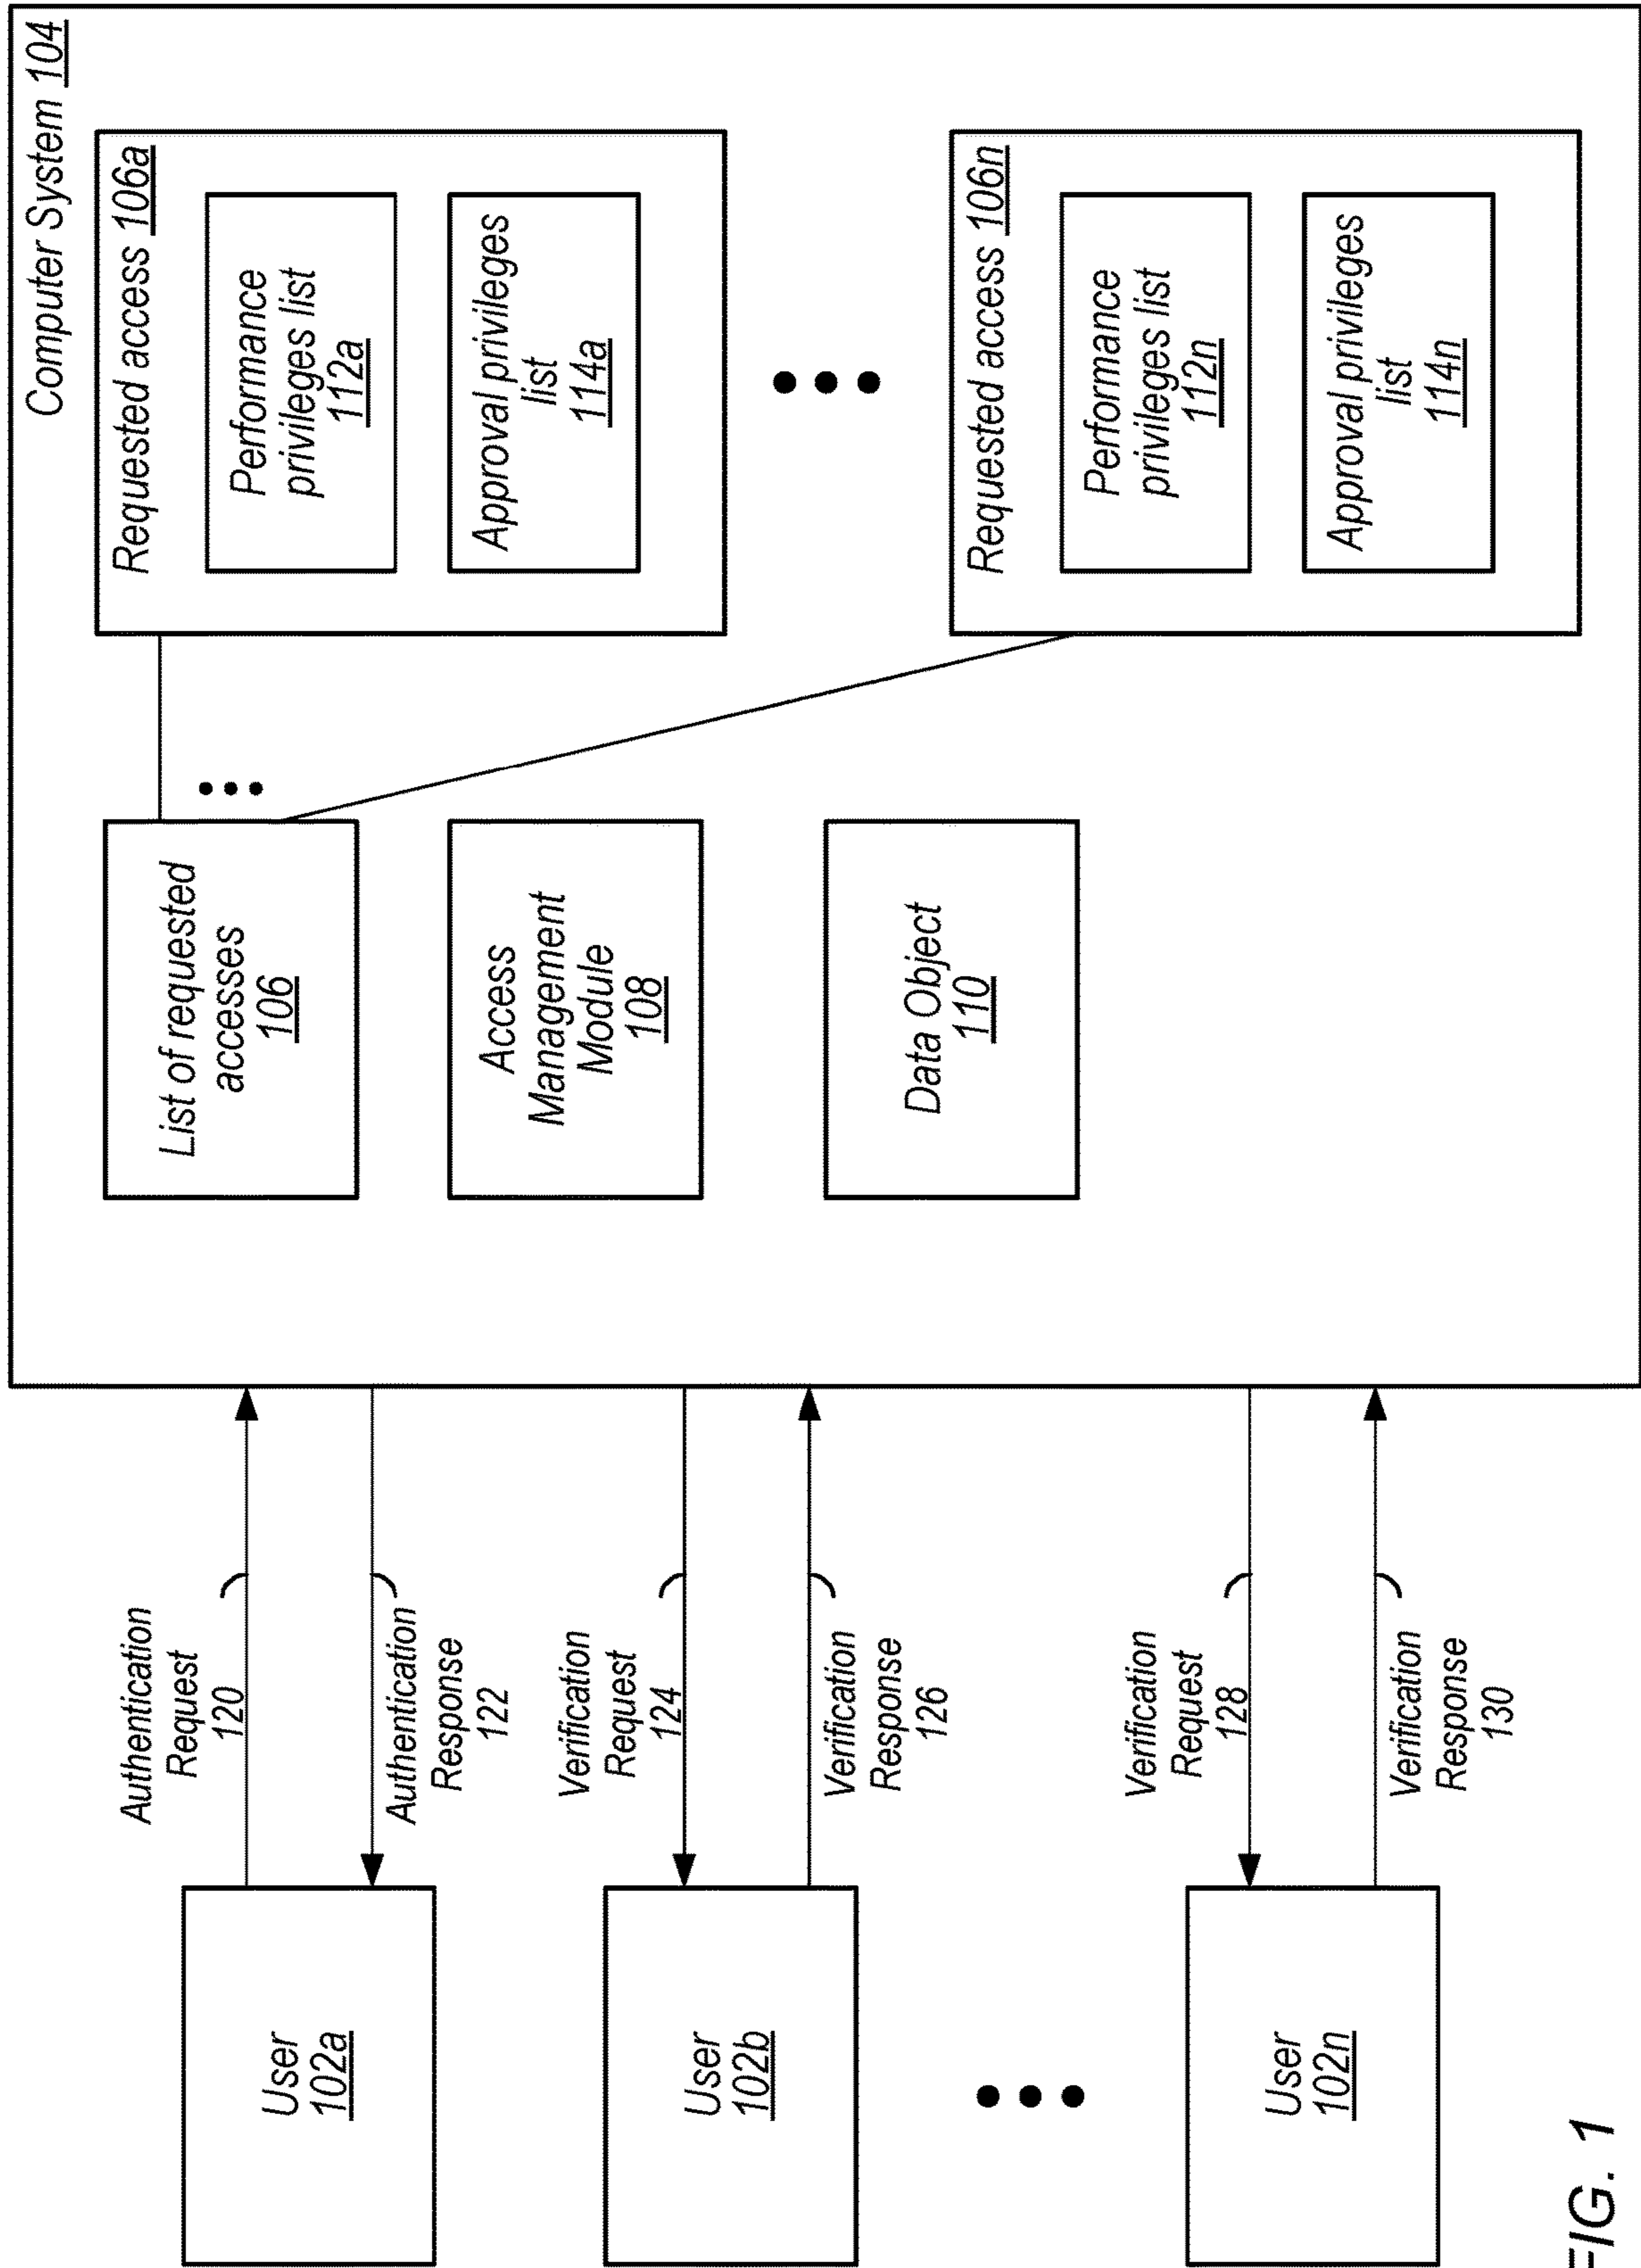 Computer System 104
User
102a
Authentication
Request
120
Authentication
Response
122
User
102b
Verification
Request
124
Verification
Response
126
User
102n
Verification
Request
128
Verification
Response
130
List of requested
accesses
106
Access
Management
Module
108
Data Object
110
Requested access 106a
Performance
privileges list
112a
Approval privileges
list
114a
Requested access 106n
Performance
privileges list
112n
Approval privileges
list
114n
FIG. 1